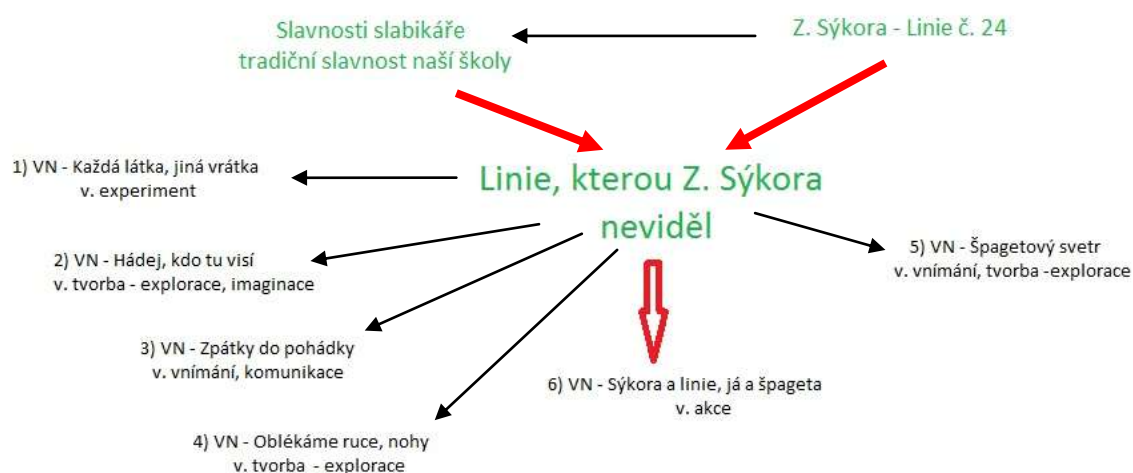 Slavnosti slabikáře
tradiční slavnost naší školy
Z. Sýkora - Linie č. 24
Linie, kterou Z. Sýkora
neviděl
1) VN - Každá látka, jiná vrátka
v. experiment
2) VN - Hádej, kdo tu visí
v. tvorba - explorace, imaginace
3) VN - Zpátky do pohádky
v. vnímání, komunikace
4) VN - Oblékáme ruce, nohy
v. tvorba - explorace
5) VN - Špagetový svetr
v. vnímání, tvorba -explorace
6) VN - Sýkora a linie, já a špageta
v. akce